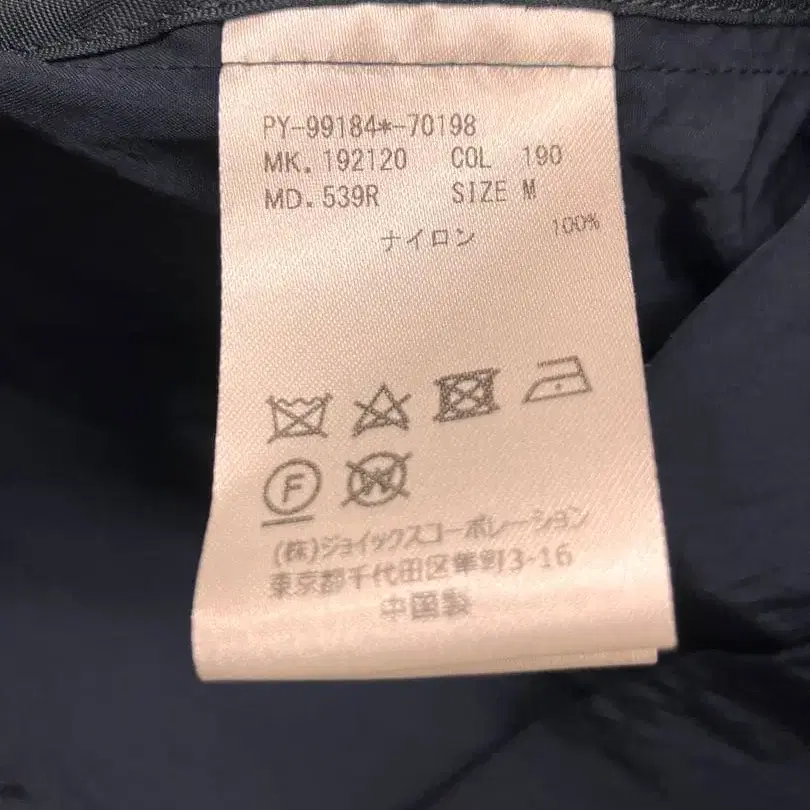 PY-99184*-70198
MK. 192120 COL 190
MD. 539R SIZE M
ナイロン 100%
F
W
(株)ジョイックスコーポレーション
東京都千代田区隼町3-16
中国製